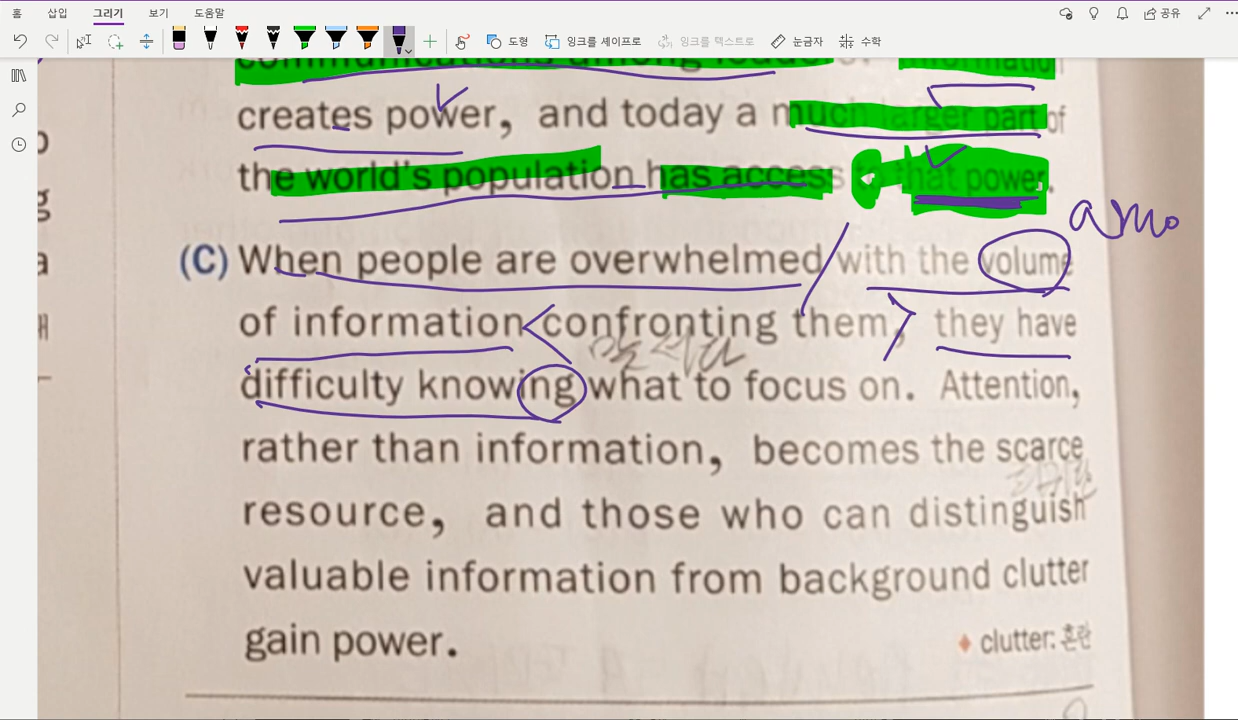 홈 삽입 그리기 보기 도움말 공유
도형 잉크를 셰이프로 잉크를 텍스트로 눈금자 수학
communications among leaders. Information
creates power, and today a much larger part of
the world's population has access to that power.
amo
(C) When people are overwhelmed with the volume
of information confronting them, they have
difficulty knowing what to focus on. Attention,
rather than information, becomes the scarce
resource, and those who can distinguish
valuable information from background clutter
gain power.
♦ clutter: 혼란